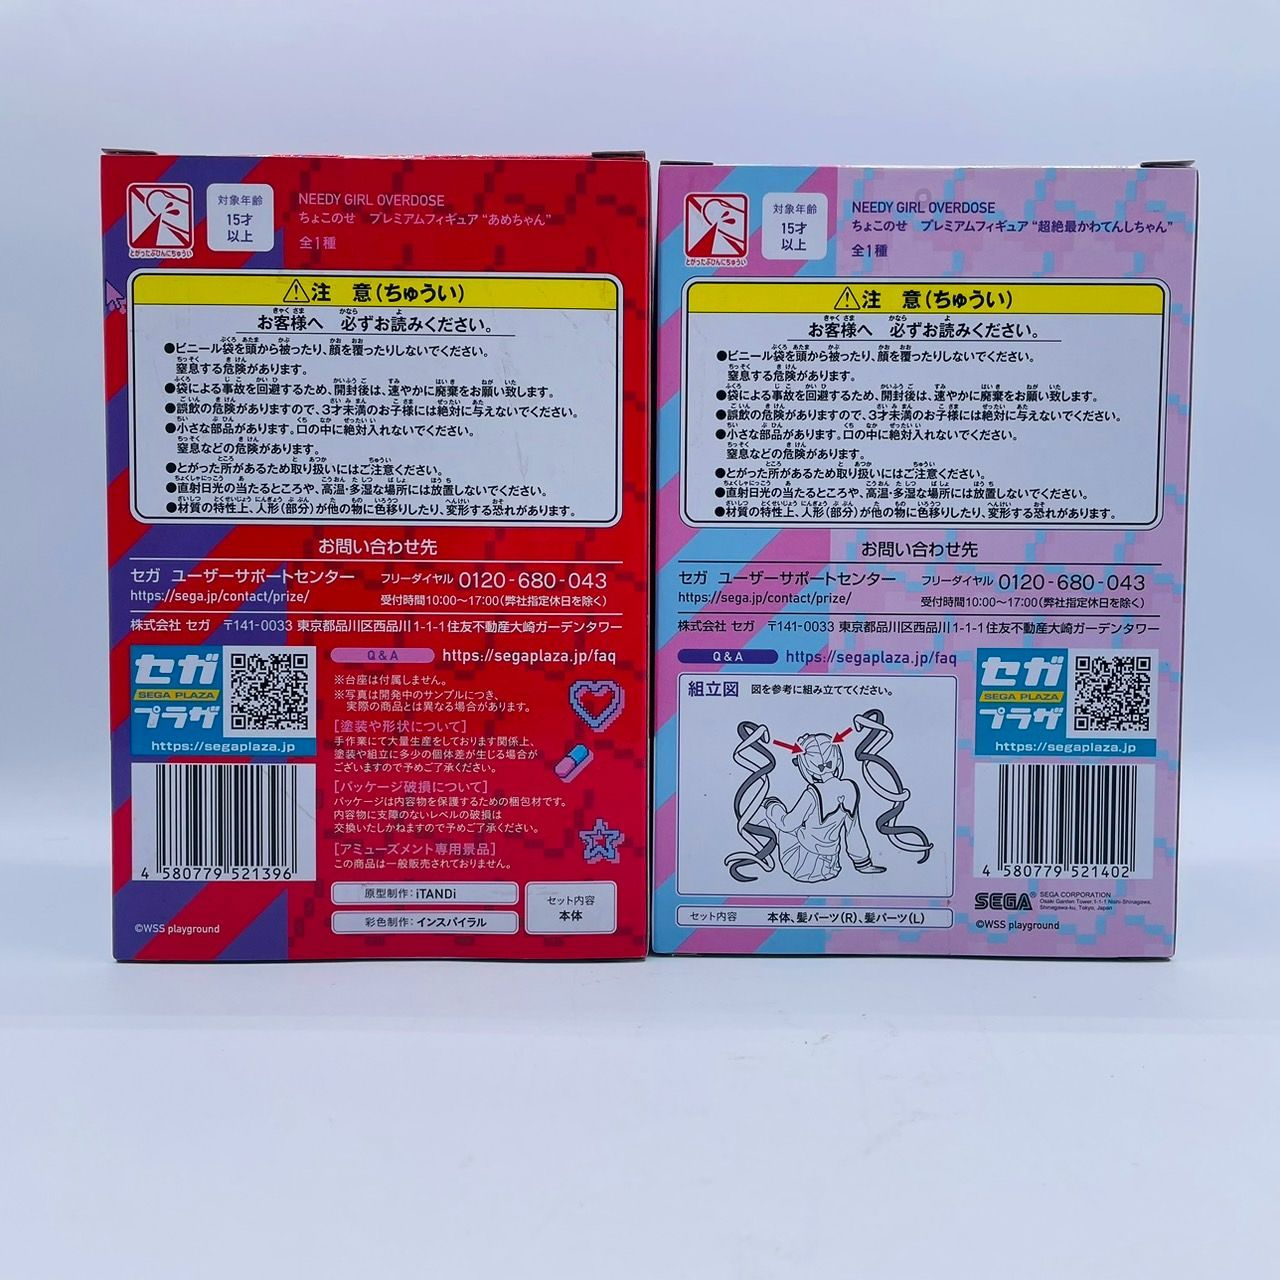 とがったぶひんにちゅうい
対象年齢
15才
以上
NEEDY GIRL OVERDOSE
ちょこのせ プレミアムフィギュア “あめちゃん”
全1種
⚠注 意(ちゅうい)
お客様へ 必ずお読みください。
●ビニール袋を頭から被ったり、顔を覆ったりしないでください。
窒息する危険があります。
●袋による事故を回避するため、開封後は、速やかに廃棄をお願い致します。
●誤飲の危険がありますので、3才未満のお子様には絶対に与えないでください。
●小さな部品があります。口の中に絶対入れないでください。
窒息などの危険があります。
●とがった所があるため取り扱いにはご注意ください。
●直射日光の当たるところや、高温・多湿な場所には放置しないでください。
●材質の特性上、人形(部分)が他の物に色移りしたり、変形する恐れがあります。
お問い合わせ先
セガ ユーザーサポートセンター フリーダイヤル 0120-680-043
https://sega.jp/contact/prize/ 受付時間10:00〜17:00(弊社指定休日を除く)
株式会社 セガ 〒141-0033 東京都品川区西品川1-1-1住友不動産大崎ガーデンタワー
セガ
SEGA PLAZA
プラザ
https://segaplaza.jp
4 580779 521396
©WSS playground
Q&A https://segaplaza.jp/faq
※台座は付属しません。
※写真は開発中のサンプルにつき、
実際の商品とは異なる場合があります。
[塗装や形状について]
手作業にて大量生産をしております関係上、
塗装や組立に多少の個体差が生じる場合が
ございますので予めご了承ください。
[パッケージ破損について]
パッケージは内容物を保護するための梱包材です。
内容物に支障のないレベルの破損は
交換いたしかねますので予めご了承ください。
[アミューズメント専用景品]
この商品は一般販売されておりません。
原型制作:iTANDi
彩色制作:インスパイラル
セット内容
本体
とがったぶひんにちゅうい
対象年齢
15才
以上
NEEDY GIRL OVERDOSE
ちょこのせ プレミアムフィギュア “超絶最かわてんしちゃん”
全1種
⚠注 意(ちゅうい)
お客様へ 必ずお読みください。
●ビニール袋を頭から被ったり、顔を覆ったりしないでください。
窒息する危険があります。
●袋による事故を回避するため、開封後は、速やかに廃棄をお願い致します。
●誤飲の危険がありますので、3才未満のお子様には絶対に与えないでください。
●小さな部品があります。口の中に絶対入れないでください。
窒息などの危険があります。
●とがった所があるため取り扱いにはご注意ください。
●直射日光の当たるところや、高温・多湿な場所には放置しないでください。
●材質の特性上、人形(部分)が他の物に色移りしたり、変形する恐れがあります。
お問い合わせ先
セガ ユーザーサポートセンター フリーダイヤル 0120-680-043
https://sega.jp/contact/prize/ 受付時間10:00〜17:00(弊社指定休日を除く)
株式会社 セガ 〒141-0033 東京都品川区西品川1-1-1住友不動産大崎ガーデンタワー
Q&A https://segaplaza.jp/faq
組立図 図を参考に組み立ててください。
セット内容 本体、髪パーツ(R)、髪パーツ(L)
セガ
SEGA PLAZA
プラザ
https://segaplaza.jp
4 580779 521402
SEGA® SEGA CORPORATION
Osaki Garden Tower,1-1-1 Nishi-Shinagawa,
Shinagawa-ku, Tokyo, Japan
©WSS playground